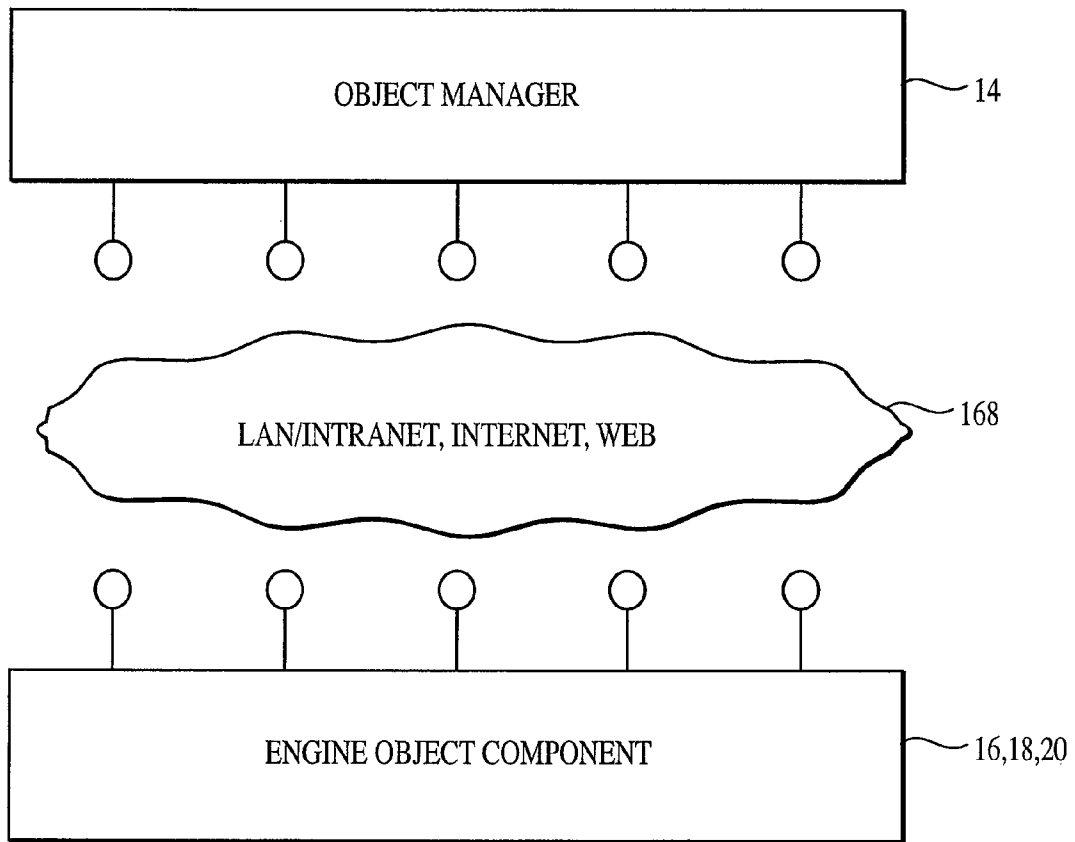 OBJECT MANAGER
14
LAN/INTRANET, INTERNET, WEB
168
ENGINE OBJECT COMPONENT
16,18,20